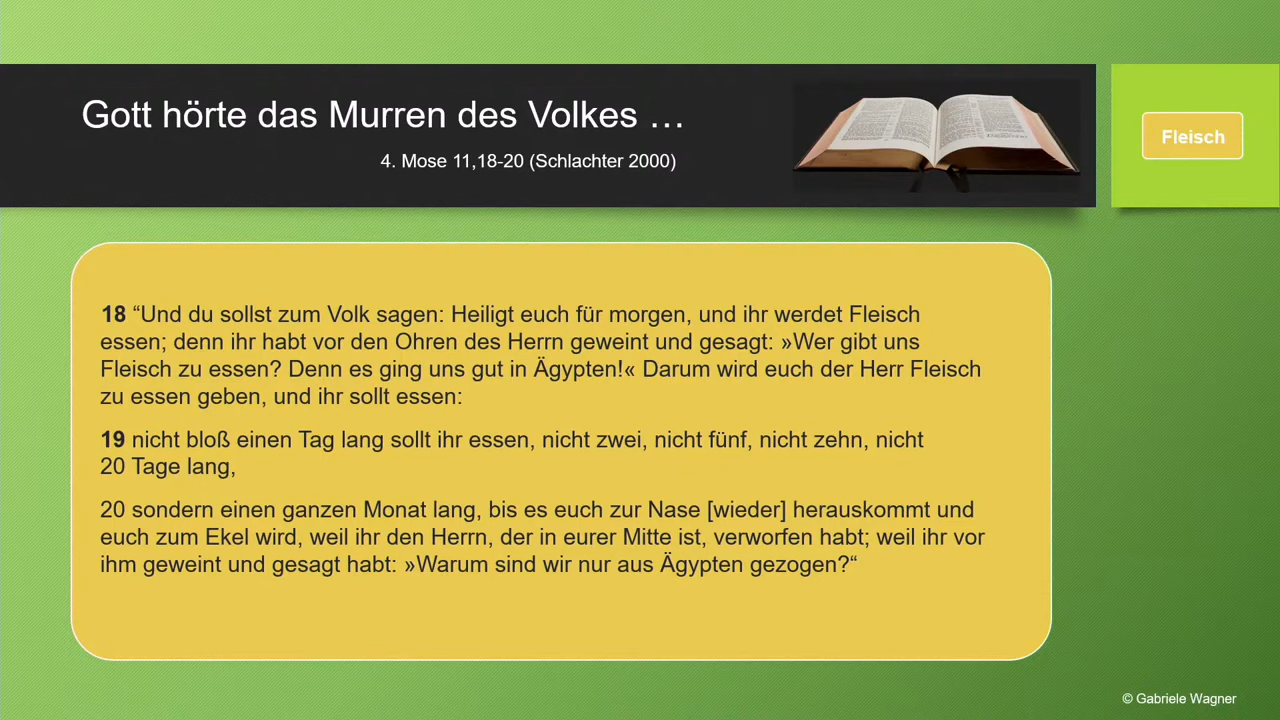 Gott hörte das Murren des Volkes …
4. Mose 11,18-20 (Schlachter 2000)
Fleisch
18 “Und du sollst zum Volk sagen: Heiligt euch für morgen, und ihr werdet Fleisch
essen; denn ihr habt vor den Ohren des Herrn geweint und gesagt: »Wer gibt uns
Fleisch zu essen? Denn es ging uns gut in Ägypten!« Darum wird euch der Herr Fleisch
zu essen geben, und ihr sollt essen:
19 nicht bloß einen Tag lang sollt ihr essen, nicht zwei, nicht fünf, nicht zehn, nicht
20 Tage lang,
20 sondern einen ganzen Monat lang, bis es euch zur Nase [wieder] herauskommt und
euch zum Ekel wird, weil ihr den Herrn, der in eurer Mitte ist, verworfen habt; weil ihr vor
ihm geweint und gesagt habt: »Warum sind wir nur aus Ägypten gezogen?“
© Gabriele Wagner